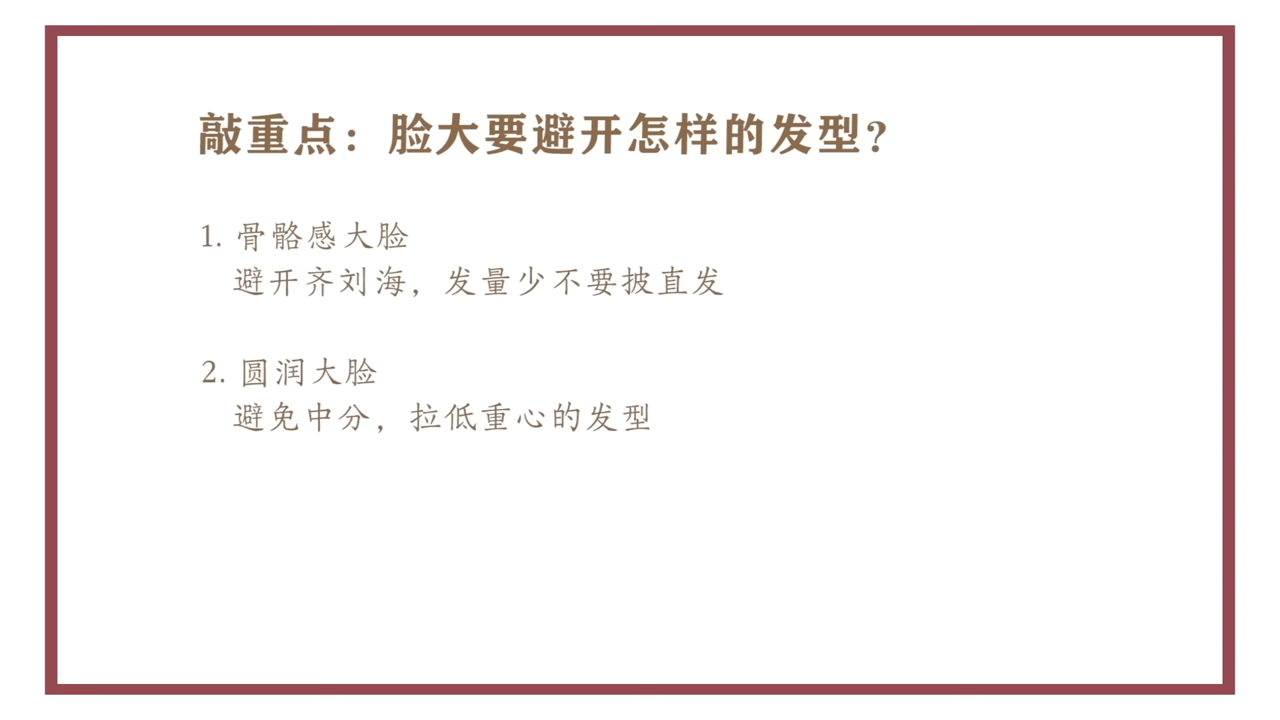 敲重点：脸大要避开怎样的发型？
1. 骨骼感大脸
避开齐刘海，发量少不要披直发
2. 圆润大脸
避免中分，拉低重心的发型